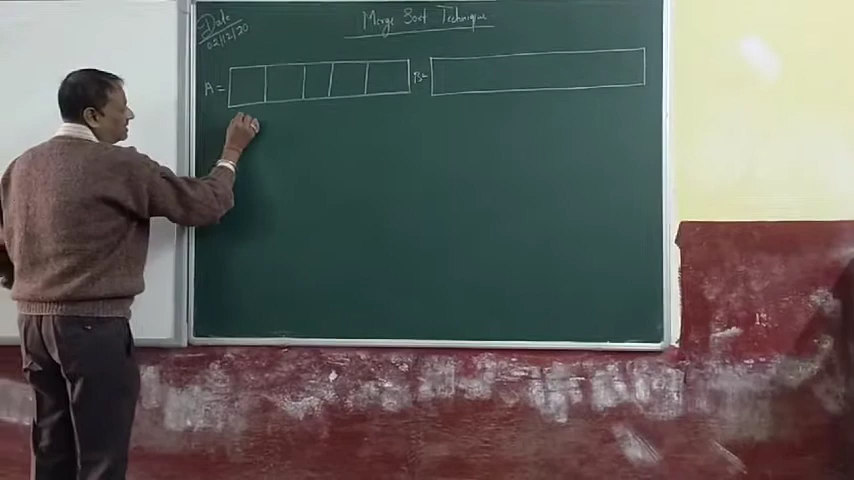 Date
02/12/20
Merge Sort Technique
A =
B=